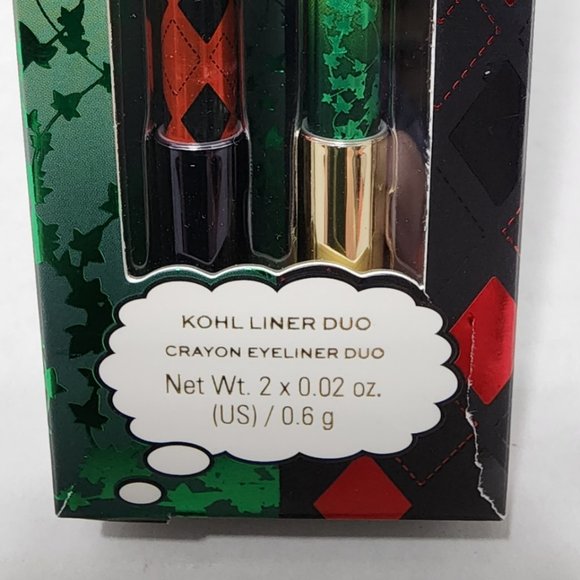 KOHL LINER DUO
CRAYON EYELINER DUO
Net Wt. 2 x 0.02 oz.
(US) / 0.6 g